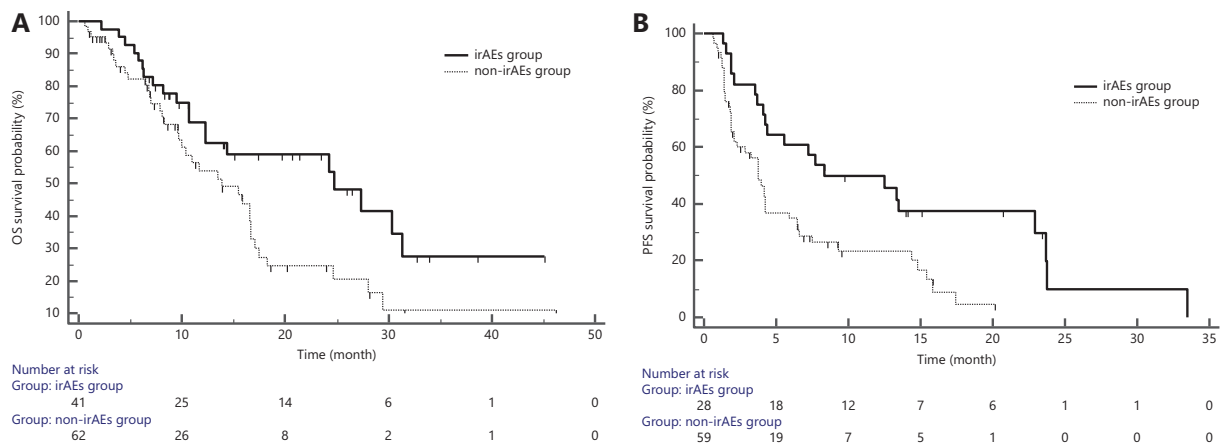 A
100
90
80
70
60
50
40
30
20
10
OS survival probability (%)
irAEs group
non-irAEs group
0 10 20 30 40 50
Time (month)
Number at risk
Group: irAEs group
41 25 14 6 1 0
Group: non-irAEs group
62 26 8 2 1 0
B
100
80
60
40
20
0
PFS survival probability (%)
irAEs group
non-irAEs group
0 5 10 15 20 25 30 35
Time (month)
Number at risk
Group: irAEs group
28 18 12 7 6 1 1 0
Group: non-irAEs group
59 19 7 5 1 0 0 0